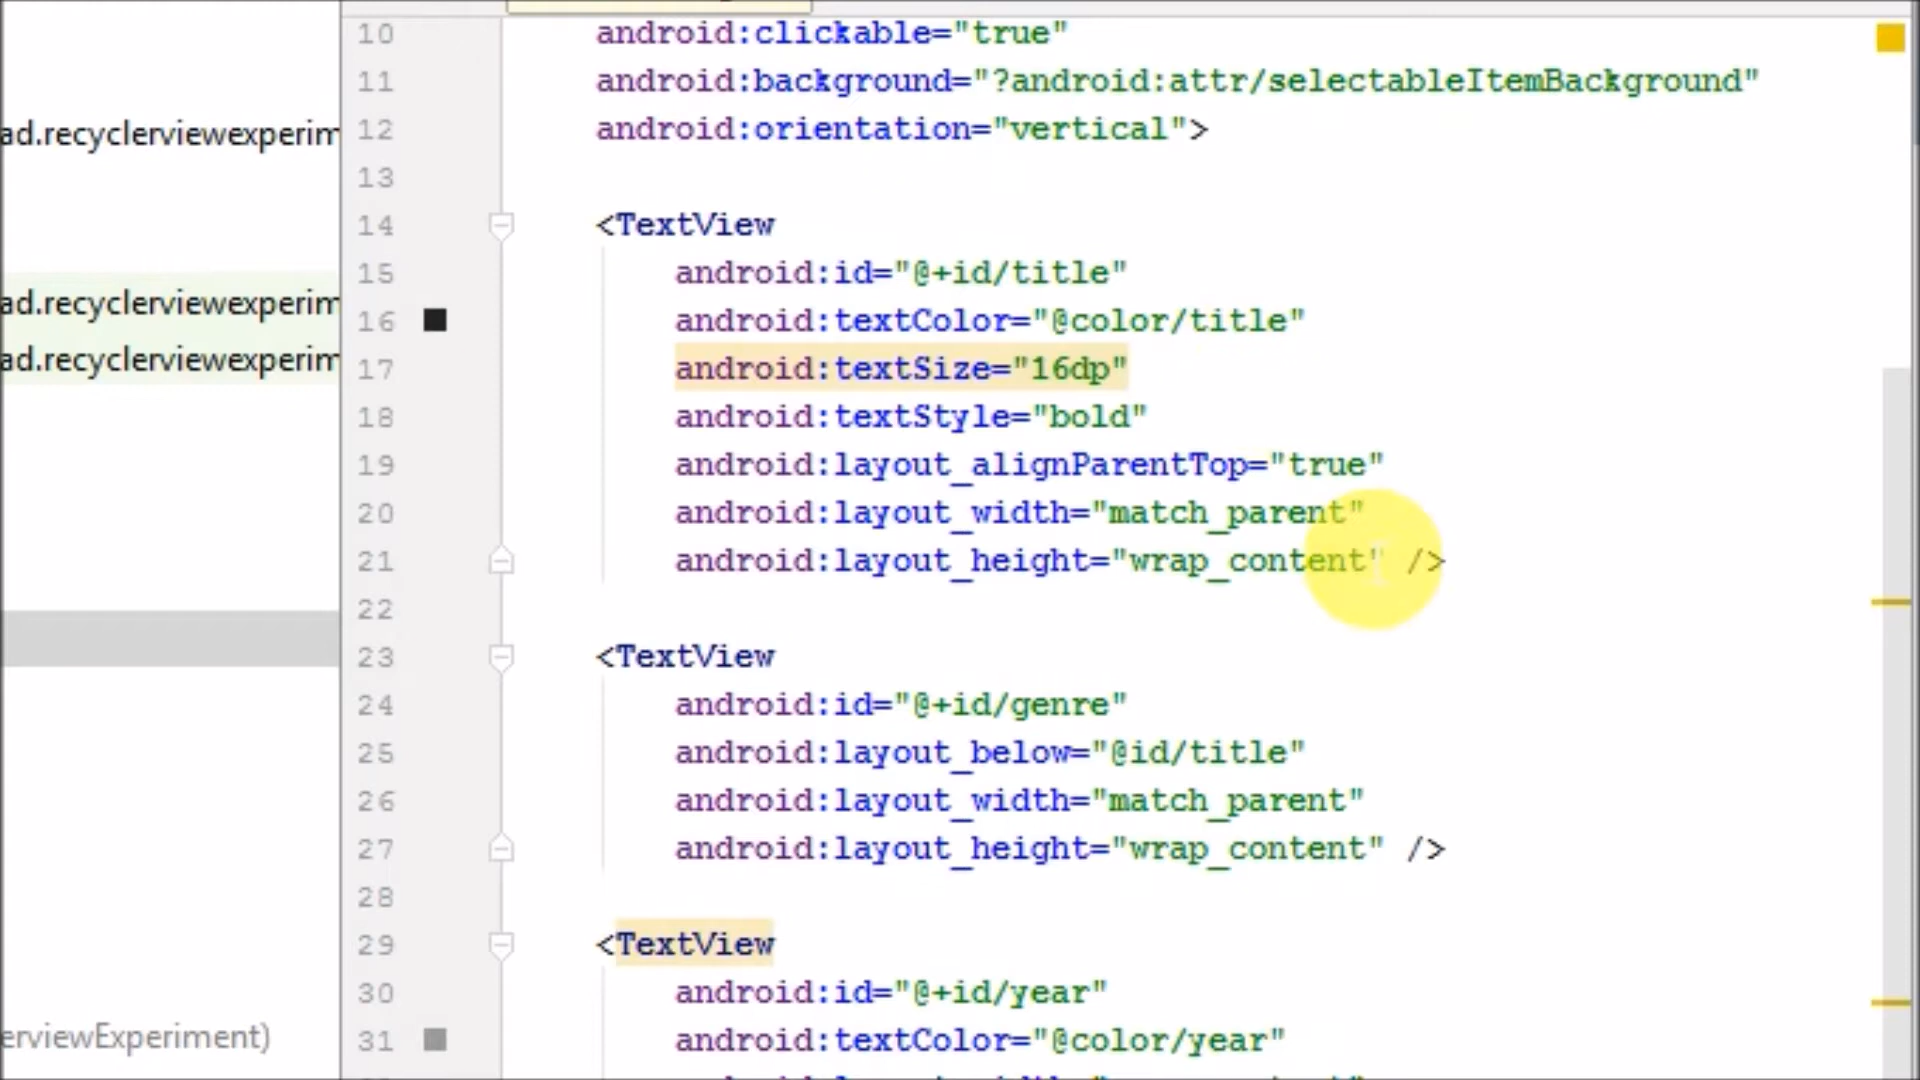 ad.recyclerviewexperim
ad.recyclerviewexperim
ad.recyclerviewexperim
erviewExperiment)
10 android:clickable="true"
11 android:background="?android:attr/selectableItemBackground"
12 android:orientation="vertical">
13
14 <TextView
15 android:id="@+id/title"
16 android:textColor="@color/title"
17 android:textSize="16dp"
18 android:textStyle="bold"
19 android:layout_alignParentTop="true"
20 android:layout_width="match_parent"
21 android:layout_height="wrap_content" />
22
23 <TextView
24 android:id="@+id/genre"
25 android:layout_below="@id/title"
26 android:layout_width="match_parent"
27 android:layout_height="wrap_content" />
28
29 <TextView
30 android:id="@+id/year"
31 android:textColor="@color/year"